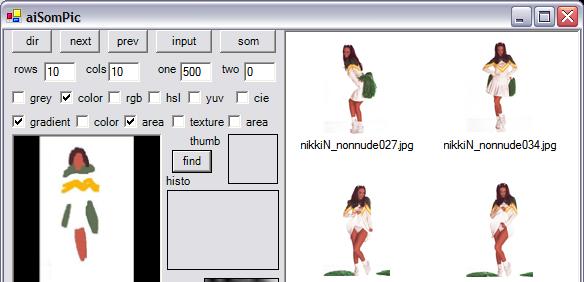 aiSomPic
dir next prev input som
rows 10 cols 10 one 500 two 0
grey color rgb hsl yuv cie
gradient color area texture area
thumb
find
histo
nikkiN_nonnude027.jpg nikkiN_nonnude034.jpg